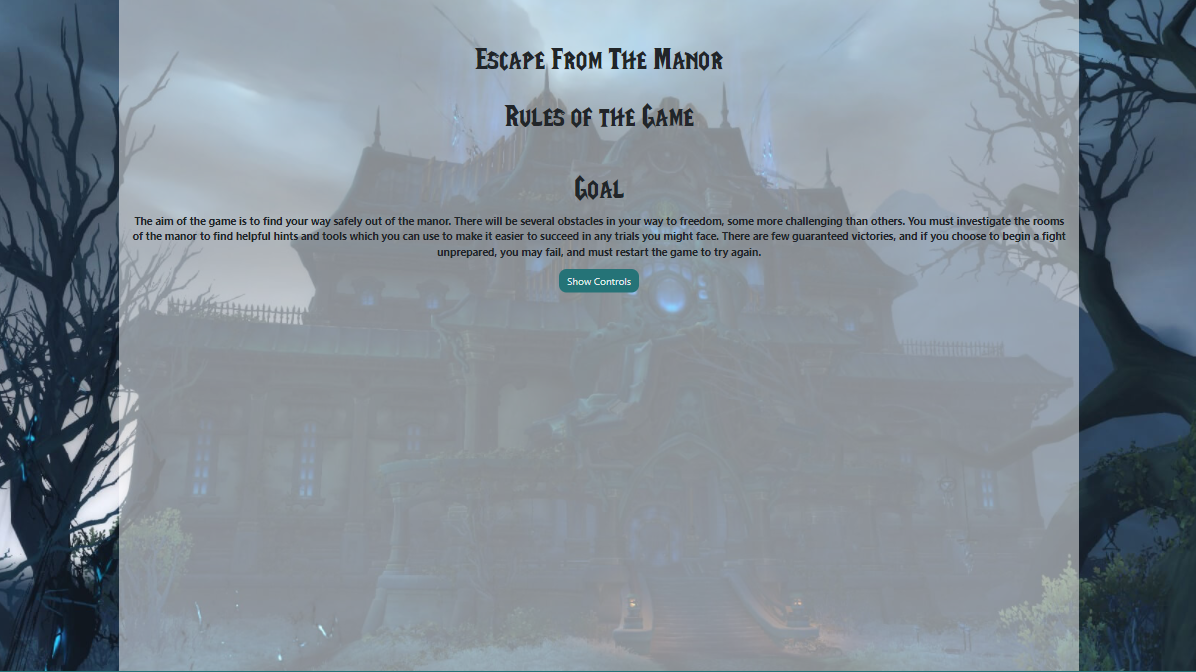 Escape From The Manor
Rules of the Game
Goal
The aim of the game is to find your way safely out of the manor. There will be several obstacles in your way to freedom, some more challenging than others. You must investigate the rooms
of the manor to find helpful hints and tools which you can use to make it easier to succeed in any trials you might face. There are few guaranteed victories, and if you choose to begin a fight
unprepared, you may fail, and must restart the game to try again.
Show Controls